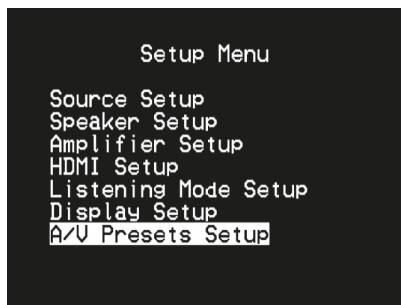 Setup Menu
Source Setup
Speaker Setup
Amplifier Setup
HDMI Setup
Listening Mode Setup
Display Setup
A/V Presets Setup